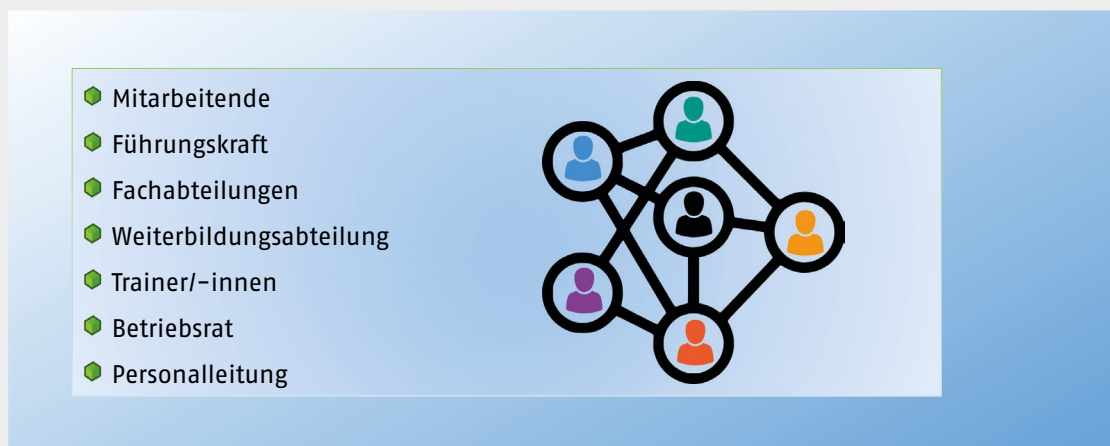 Mitarbeitende
Führungskraft
Fachabteilungen
Weiterbildungsabteilung
Trainer/-innen
Betriebsrat
Personalleitung